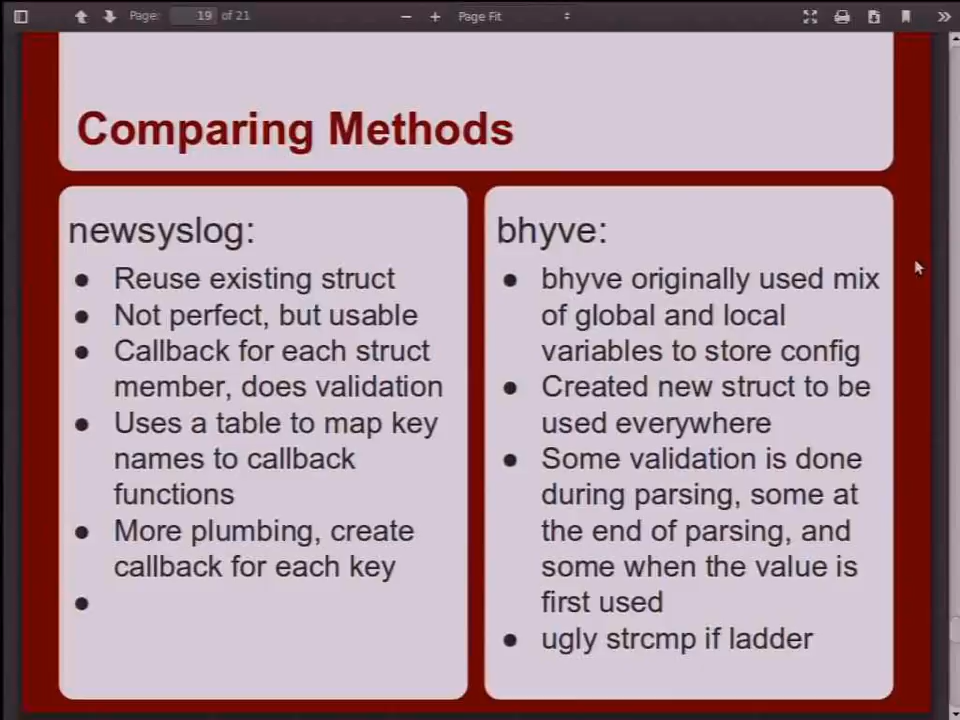 Page: 19 of 21 Page Fit
Comparing Methods
newsyslog:
● Reuse existing struct
● Not perfect, but usable
● Callback for each struct
member, does validation
● Uses a table to map key
names to callback
functions
● More plumbing, create
callback for each key
●
bhyve:
● bhyve originally used mix
of global and local
variables to store config
● Created new struct to be
used everywhere
● Some validation is done
during parsing, some at
the end of parsing, and
some when the value is
first used
● ugly strcmp if ladder